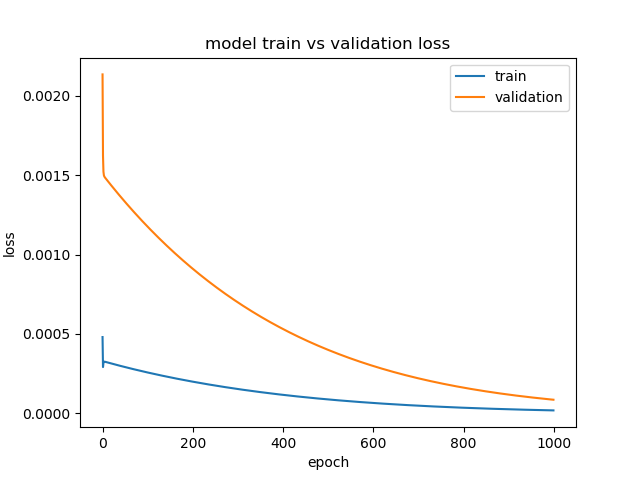 model train vs validation loss
train
validation
0.0020
0.0015
0.0010
0.0005
0.0000
loss
0
200
400
600
800
1000
epoch